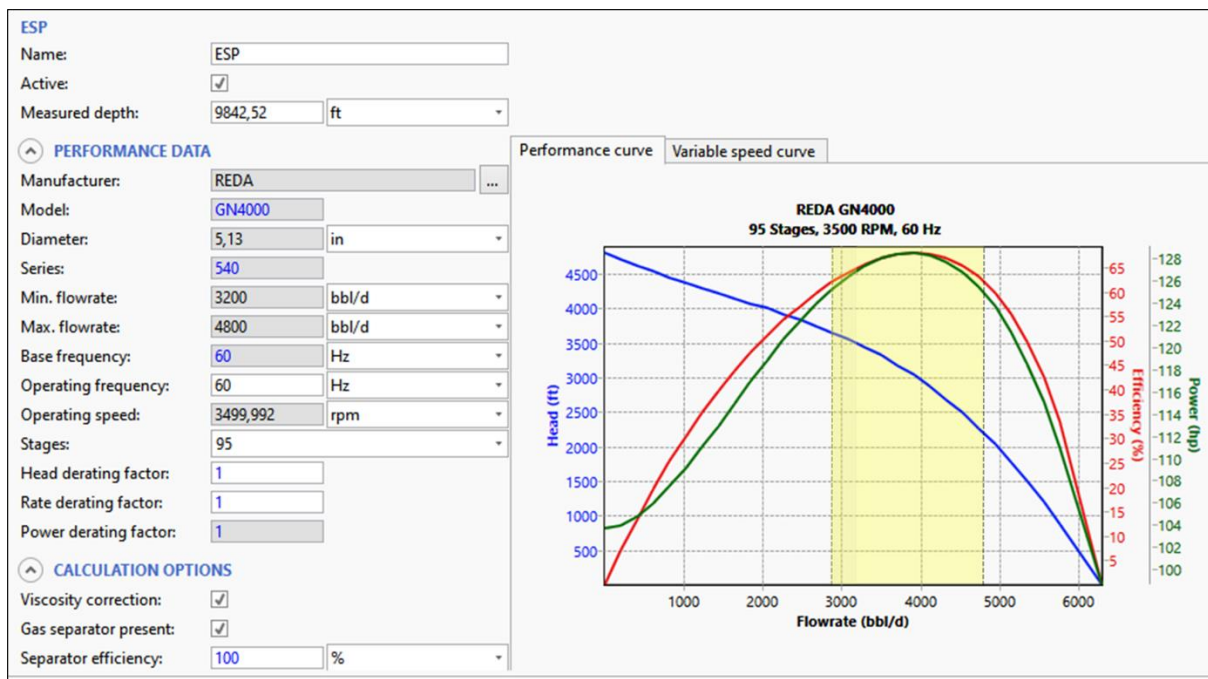 ESP
Name: ESP
Active:
Measured depth: 9842,52 ft
PERFORMANCE DATA
Manufacturer: REDA ...
Model: GN4000
Diameter: 5,13 in
Series: 540
Min. flowrate: 3200 bbl/d
Max. flowrate: 4800 bbl/d
Base frequency: 60 Hz
Operating frequency: 60 Hz
Operating speed: 3499,992 rpm
Stages: 95
Head derating factor: 1
Rate derating factor: 1
Power derating factor: 1
CALCULATION OPTIONS
Viscosity correction:
Gas separator present:
Separator efficiency: 100 %
Performance curve Variable speed curve
REDA GN4000
95 Stages, 3500 RPM, 60 Hz
Head (ft)
4500
4000
3500
3000
2500
2000
1500
1000
500
1000 2000 3000 4000 5000 6000
Flowrate (bbl/d)
65
60
55
50
45
40
35
30
25
20
15
10
5
Efficiency (%)
128
126
124
122
120
118
116
114
112
110
108
106
104
102
100
Power (hp)